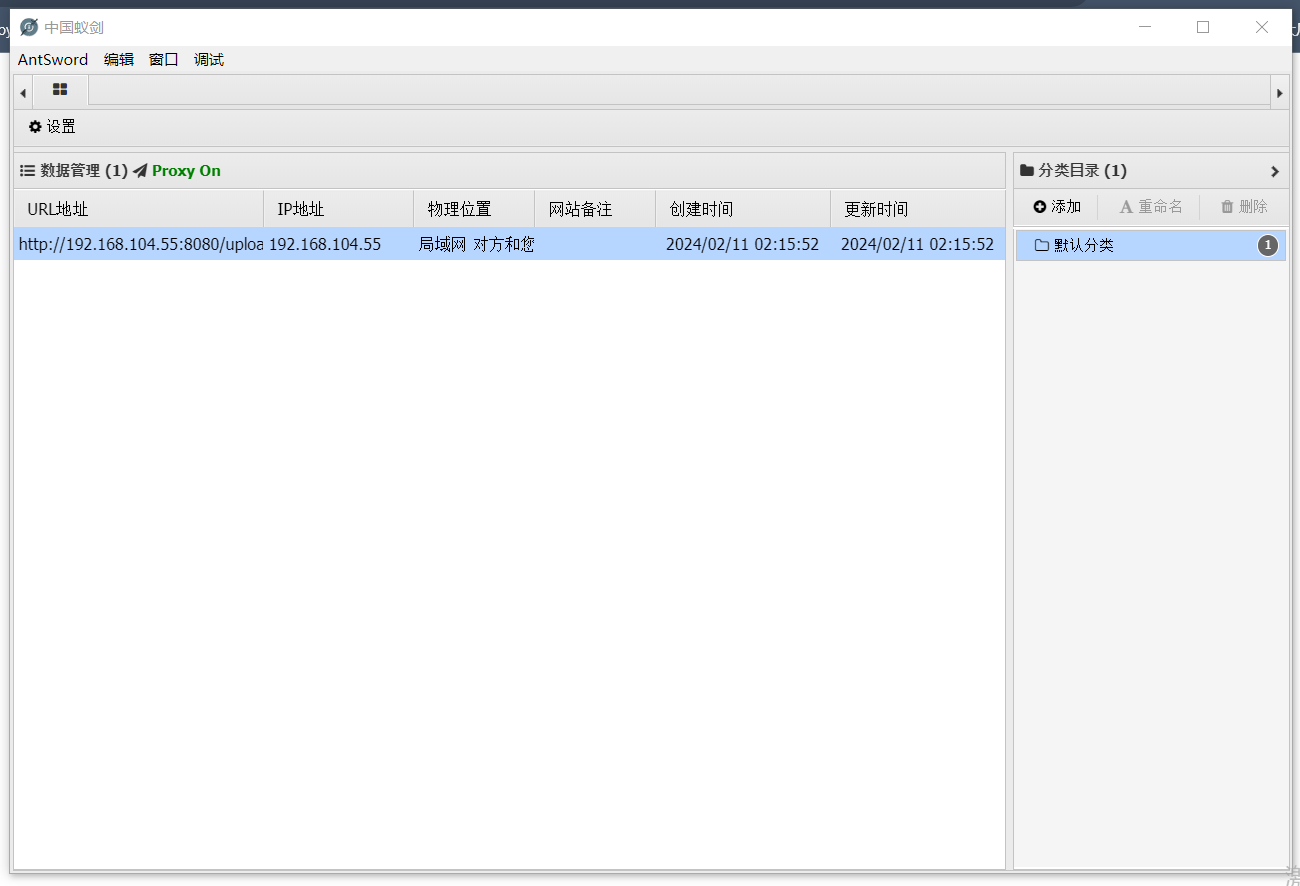 中国蚁剑
AntSword 编辑 窗口 调试
设置
数据管理 (1) Proxy On
分类目录 (1)
URL地址 IP地址 物理位置 网站备注 创建时间 更新时间
添加 A 重命名 删除
http://192.168.104.55:8080/uploa 192.168.104.55 局域网 对方和您 2024/02/11 02:15:52 2024/02/11 02:15:52
默认分类 1